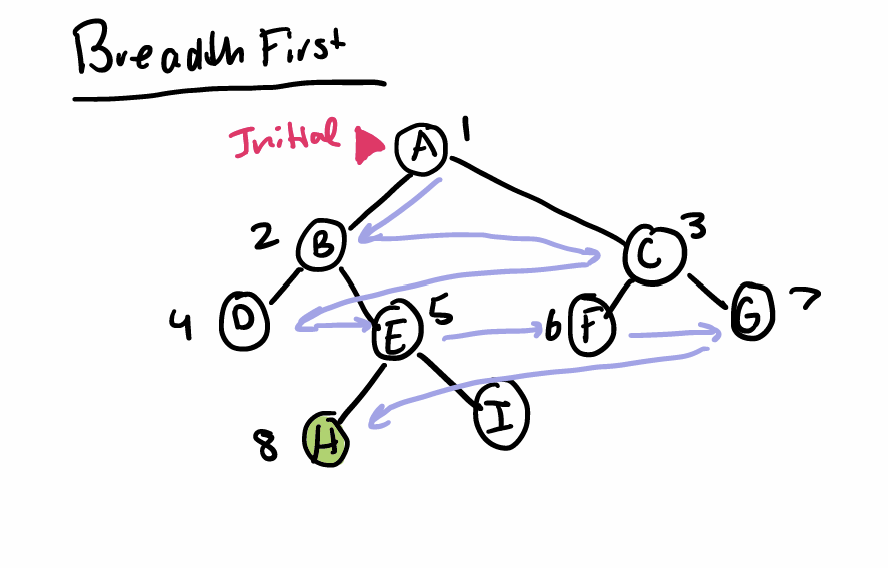 Breadth First
Initial A 1
2 B C 3
4 D E 5 6 F G 7
8 H I